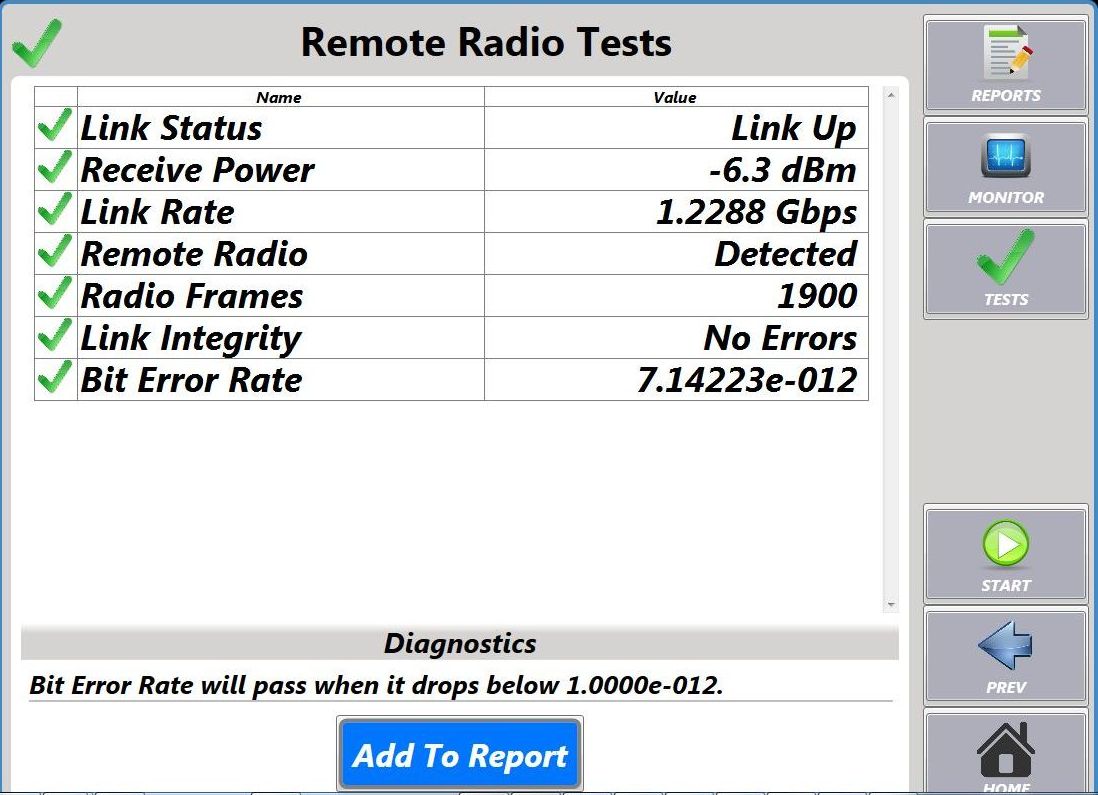 Remote Radio Tests
Name Value
Link Status Link Up
Receive Power -6.3 dBm
Link Rate 1.2288 Gbps
Remote Radio Detected
Radio Frames 1900
Link Integrity No Errors
Bit Error Rate 7.14223e-012
Diagnostics
Bit Error Rate will pass when it drops below 1.0000e-012.
Add To Report
REPORTS
MONITOR
TESTS
START
PREV
HOME